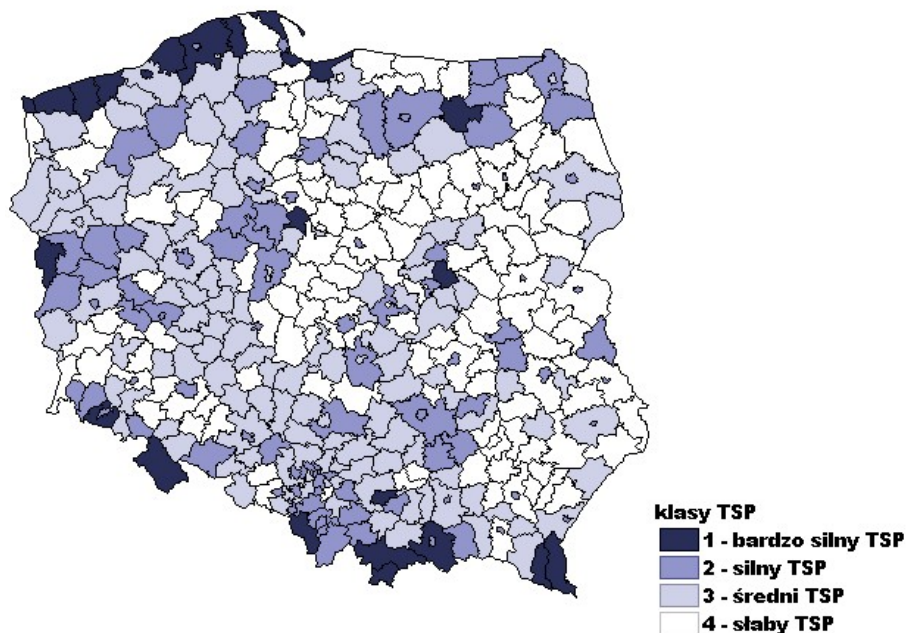 klasy TSP
1 - bardzo silny TSP
2 - silny TSP
3 - średni TSP
4 - słaby TSP